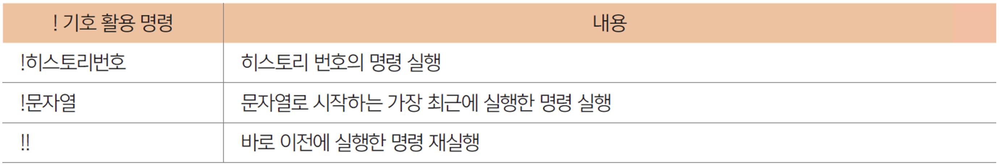 ! 기호 활용 명령 내용
!히스토리번호 히스토리 번호의 명령 실행
!문자열 문자열로 시작하는 가장 최근에 실행한 명령 실행
!! 바로 이전에 실행한 명령 재실행